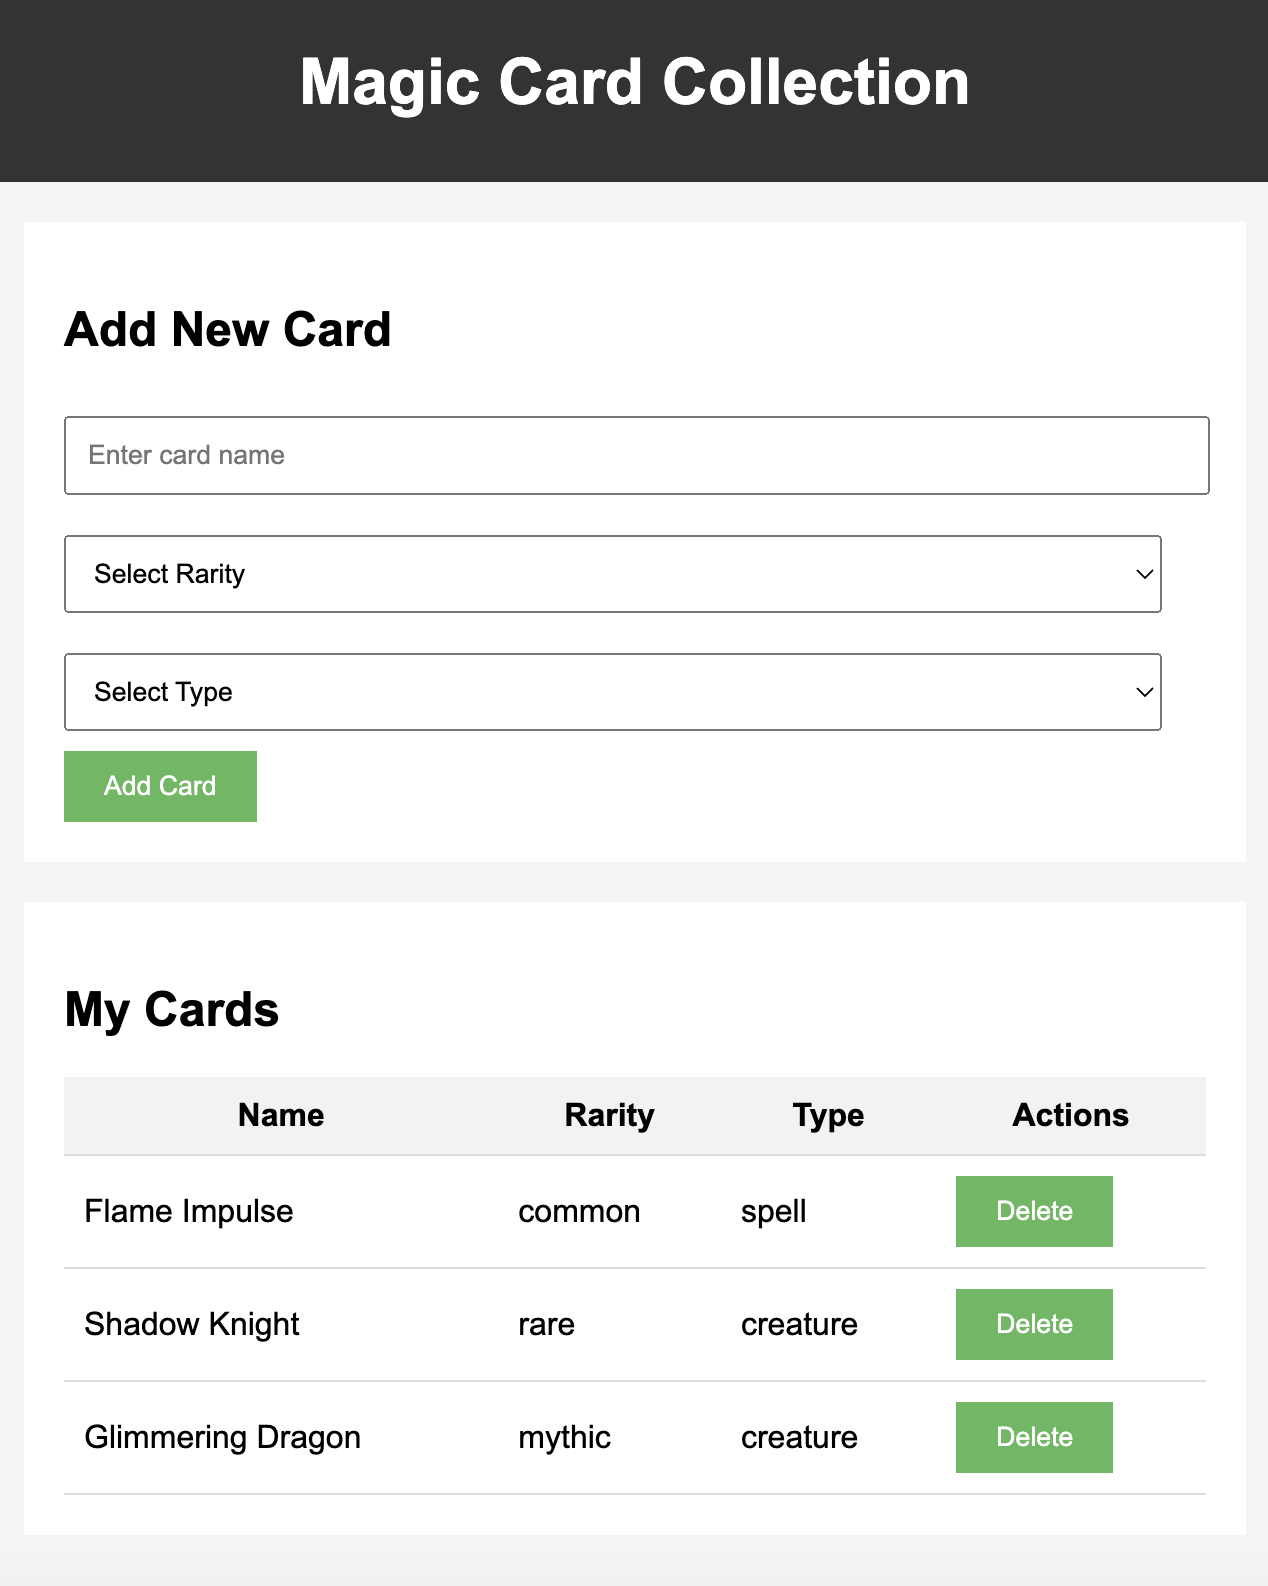 Magic Card Collection
Add New Card
Enter card name
Select Rarity
Select Type
Add Card
My Cards
Name Rarity Type Actions
Flame Impulse common spell Delete
Shadow Knight rare creature Delete
Glimmering Dragon mythic creature Delete